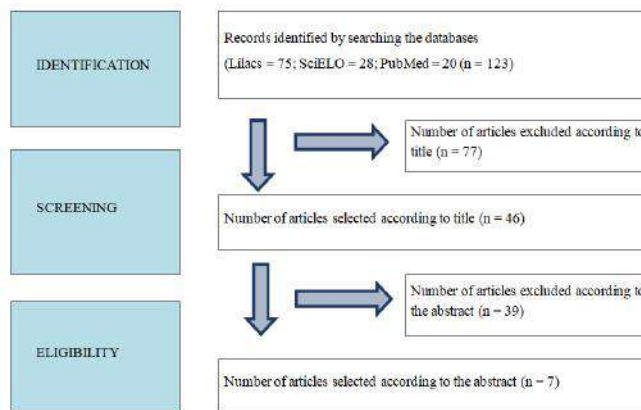 IDENTIFICATION
Records identified by searching the databases
(Lilacs = 75; SciELO = 28; PubMed = 20 (n = 123)
Number of articles excluded according to
title (n = 77)
SCREENING
Number of articles selected according to title (n = 46)
Number of articles excluded according to
the abstract (n = 39)
ELIGIBILITY
Number of articles selected according to the abstract (n = 7)